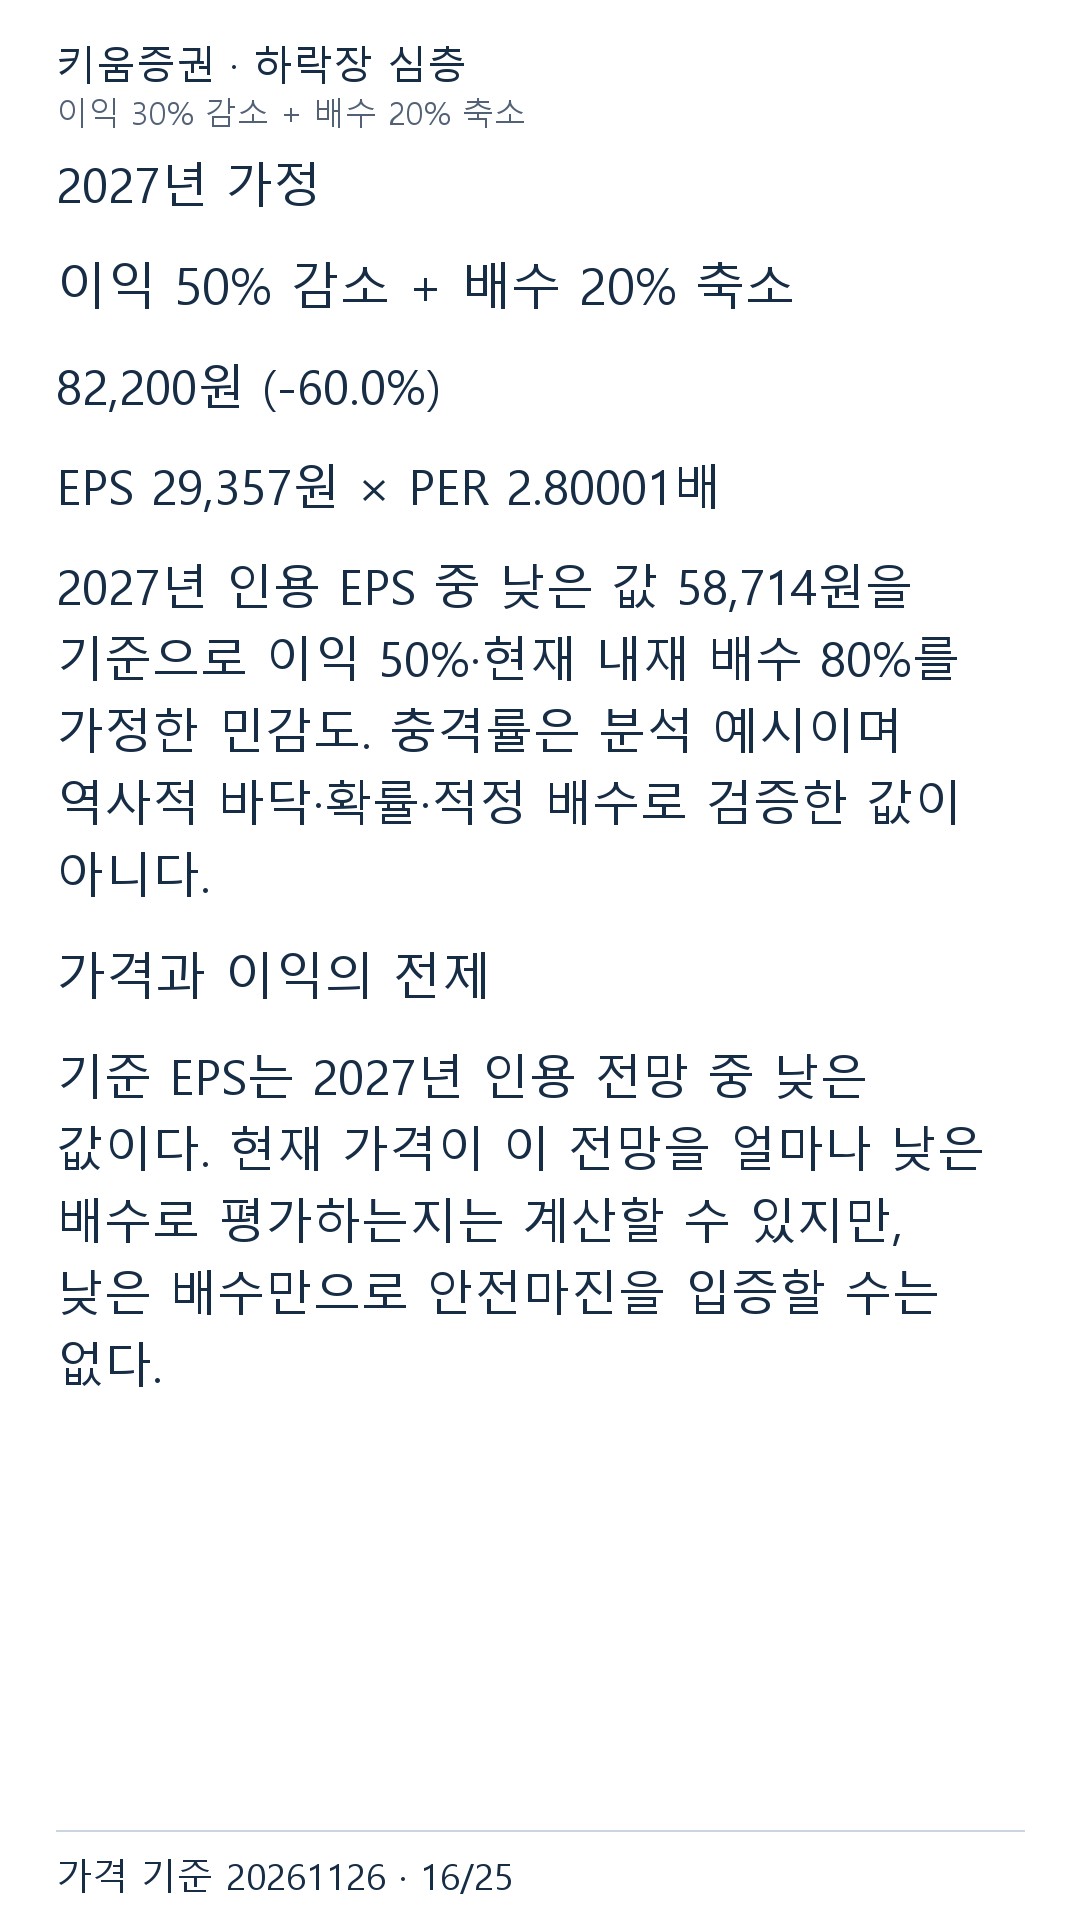 키움증권 · 하락장 심층
이익 30% 감소 + 배수 20% 축소
2027년 가정
이익 50% 감소 + 배수 20% 축소
82,200원 (-60.0%)
EPS 29,357원 × PER 2.80001배
2027년 인용 EPS 중 낮은 값 58,714원을
기준으로 이익 50%·현재 내재 배수 80%를
가정한 민감도. 충격률은 분석 예시이며
역사적 바닥·확률·적정 배수로 검증한 값이
아니다.
가격과 이익의 전제
기준 EPS는 2027년 인용 전망 중 낮은
값이다. 현재 가격이 이 전망을 얼마나 낮은
배수로 평가하는지는 계산할 수 있지만,
낮은 배수만으로 안전마진을 입증할 수는
없다.
가격 기준 20261126 · 16/25